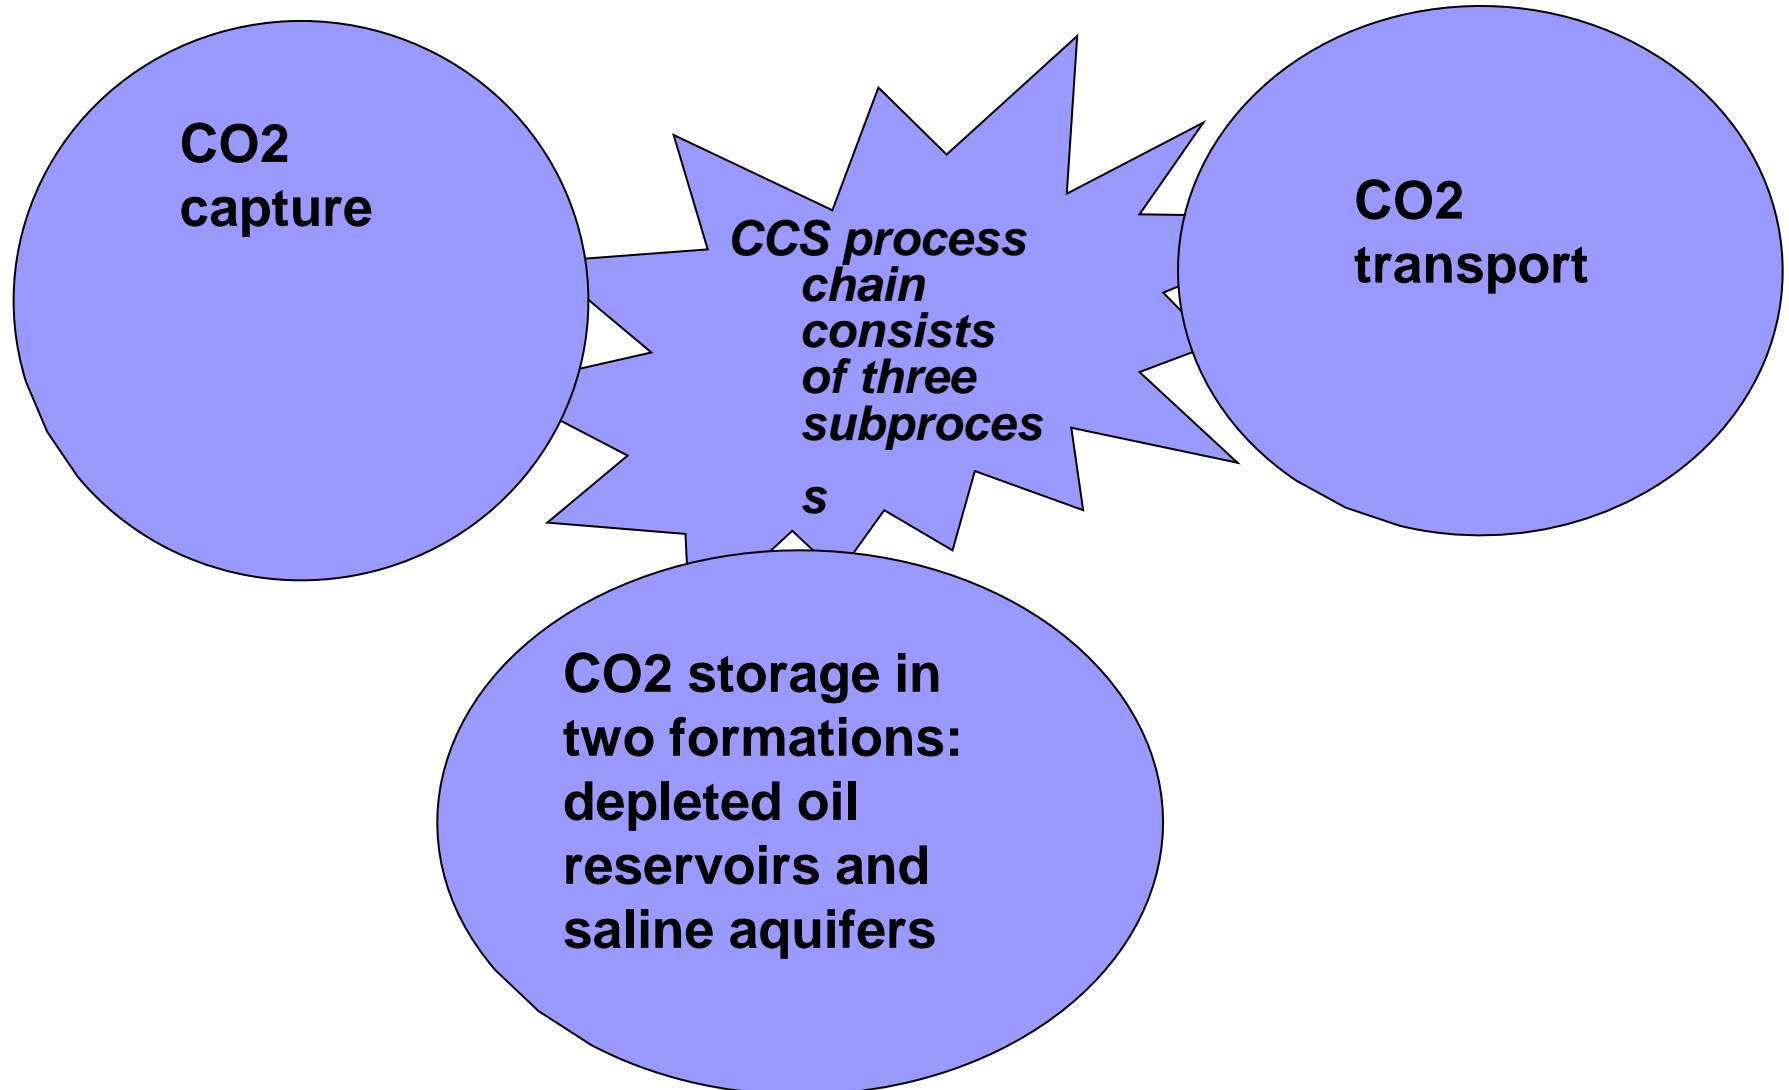 CO2
capture
CCS process
chain
consists
of three
subproces
s
CO2
transport
CO2 storage in
two formations:
depleted oil
reservoirs and
saline aquifers